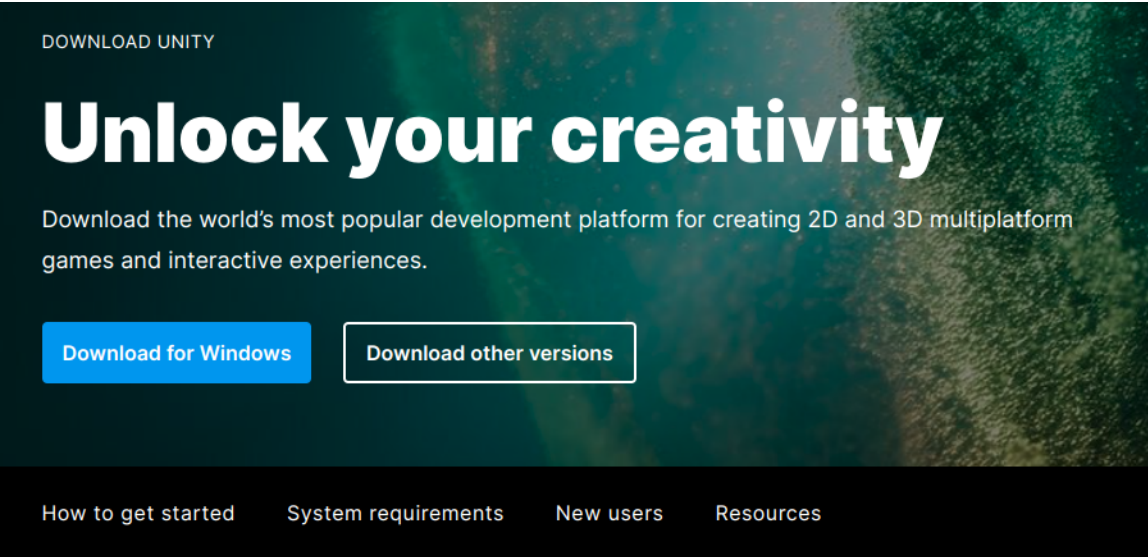 DOWNLOAD UNITY
Unlock your creativity
Download the world’s most popular development platform for creating 2D and 3D multiplatform
games and interactive experiences.
Download for Windows
Download other versions
How to get started
System requirements
New users
Resources